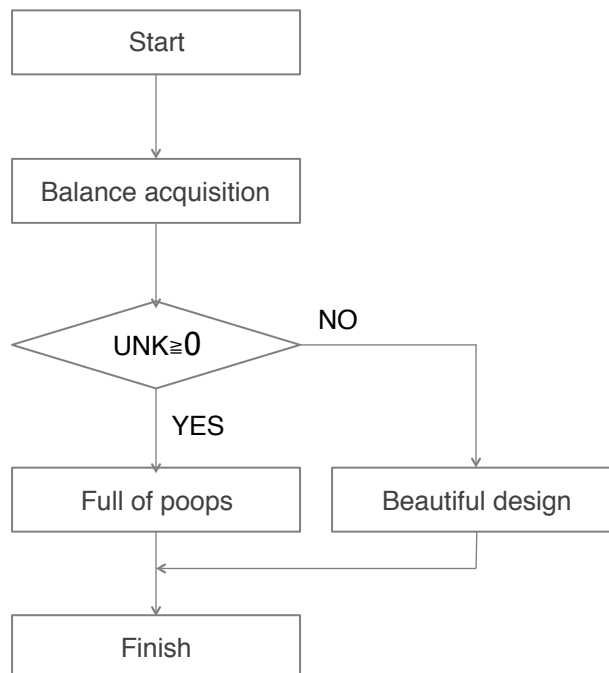 Start
Balance acquisition
UNK≧0
NO
YES
Full of poops
Beautiful design
Finish